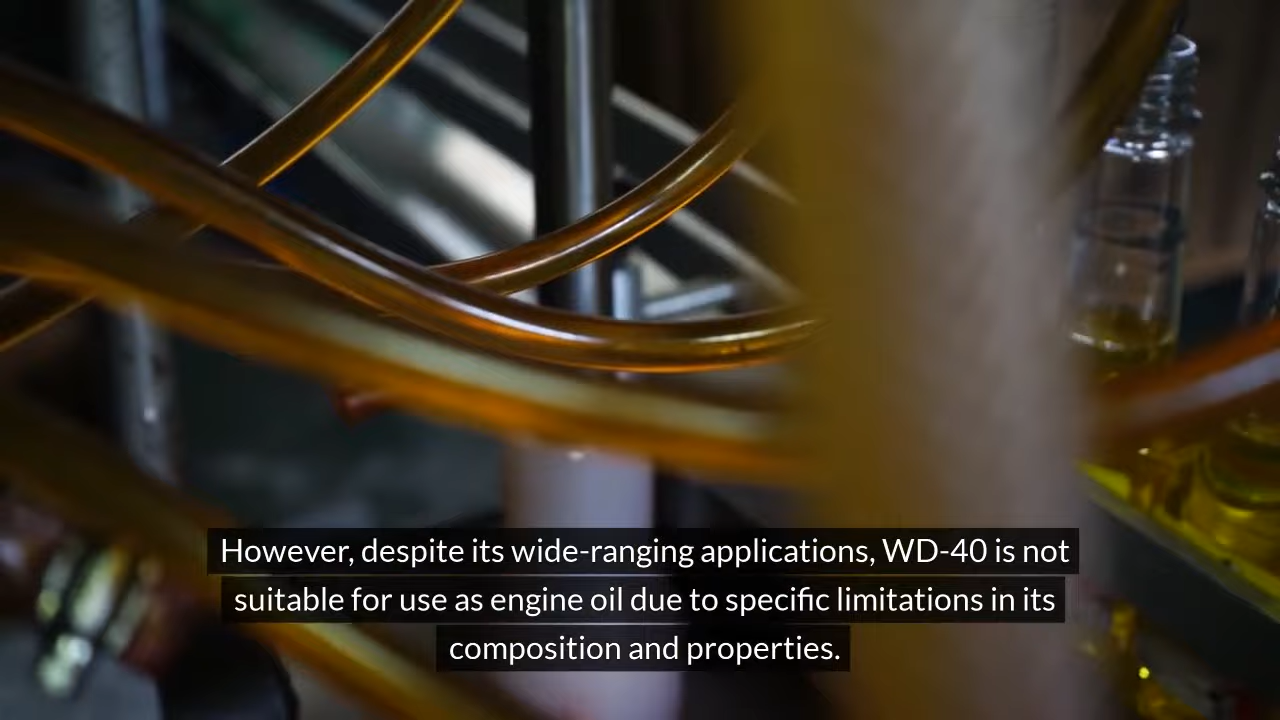 However, despite its wide-ranging applications, WD-40 is not
suitable for use as engine oil due to specific limitations in its
composition and properties.